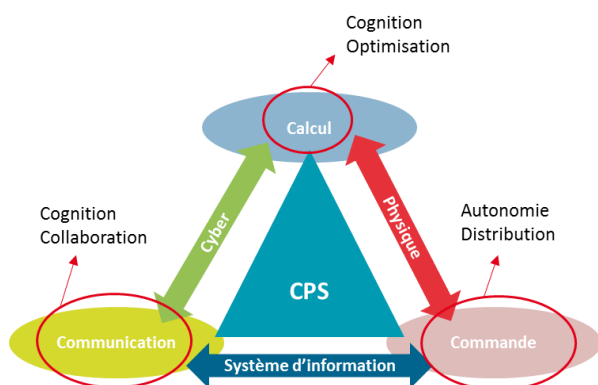 Cognition
Optimisation
Calcul
Cognition
Collaboration
Cyber
Physique
Autonomie
Distribution
CPS
Communication
Système d'information
Commande